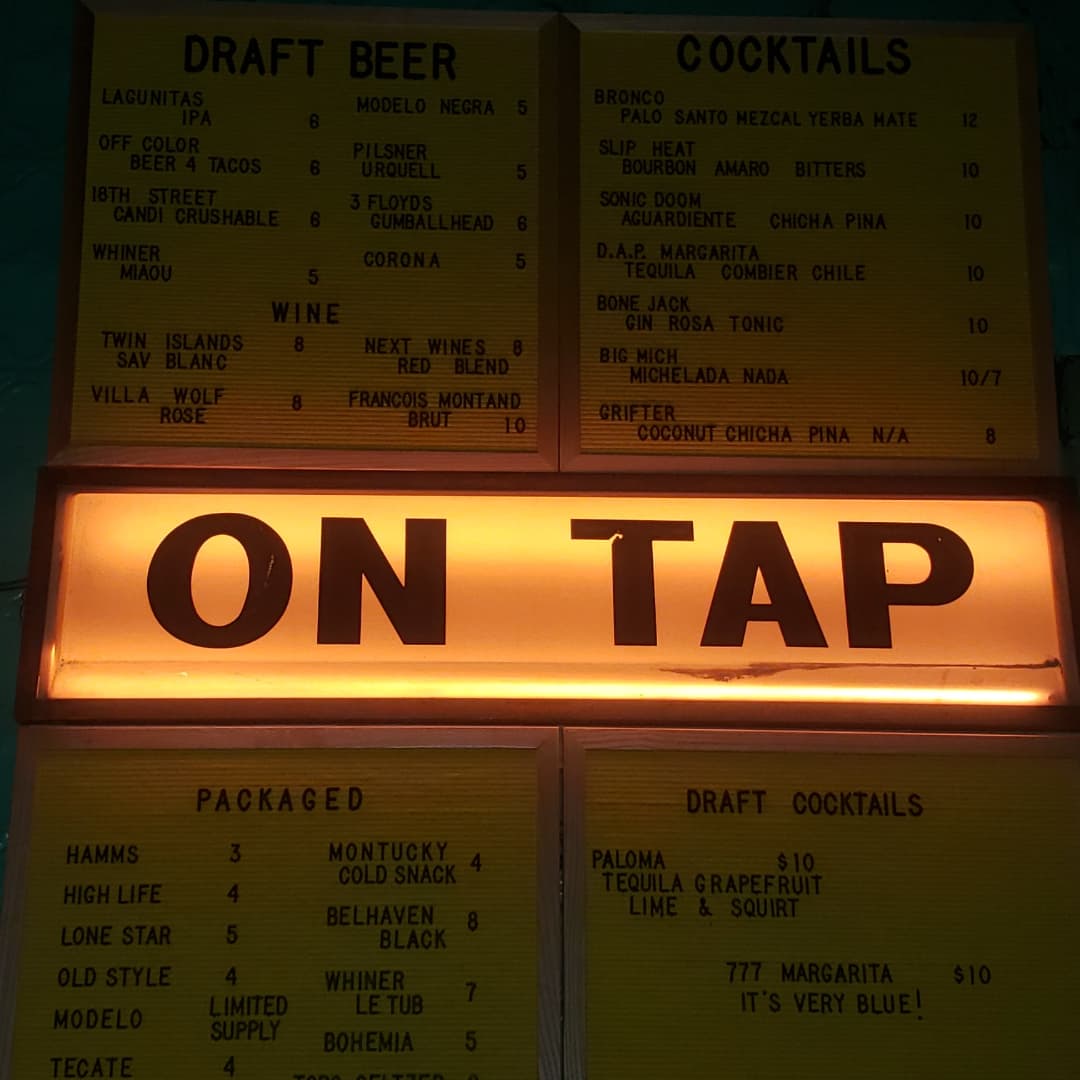 DRAFT BEER
LAGUNITAS
IPA 6
OFF COLOR
BEER 4 TACOS 6
18TH STREET
CANDI CRUSHABLE 6
WHINER
MIAOU 5
MODELO NEGRA 5
PILSNER
URQUELL 5
3 FLOYDS
GUMBALLHEAD 6
CORONA 5
WINE
TWIN ISLANDS 8
SAV BLANC
VILLA WOLF 8
ROSE
NEXT WINES 8
RED BLEND
FRANCOIS MONTAND
BRUT 10
COCKTAILS
BRONCO
PALO SANTO MEZCAL YERBA MATE 12
SLIP HEAT
BOURBON AMARO BITTERS 10
SONIC DOOM
AGUARDIENTE CHICHA PINA 10
D.A.P. MARGARITA
TEQUILA COMBIER CHILE 10
BONE JACK
GIN ROSA TONIC 10
BIG MICH
MICHELADA NADA 10/7
GRIFTER
COCONUT CHICHA PINA N/A 8
ON TAP
PACKAGED
HAMMS 3
HIGH LIFE 4
LONE STAR 5
OLD STYLE 4
MODELO LIMITED
SUPPLY
TECATE 4
MONTUCKY
COLD SNACK 4
BELHAVEN
BLACK 8
WHINER
LE TUB 7
BOHEMIA 5
DRAFT COCKTAILS
PALOMA $10
TEQUILA GRAPEFRUIT
LIME & SQUIRT
777 MARGARITA $10
IT'S VERY BLUE!